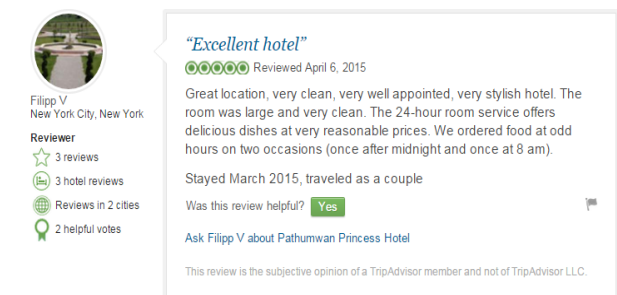 Filipp V
New York City, New York
Reviewer
3 reviews
3 hotel reviews
Reviews in 2 cities
2 helpful votes
“Excellent hotel”
Reviewed April 6, 2015
Great location, very clean, very well appointed, very stylish hotel. The
room was large and very clean. The 24-hour room service offers
delicious dishes at very reasonable prices. We ordered food at odd
hours on two occasions (once after midnight and once at 8 am).
Stayed March 2015, traveled as a couple
Was this review helpful? Yes
Ask Filipp V about Pathumwan Princess Hotel
This review is the subjective opinion of a TripAdvisor member and not of TripAdvisor LLC.